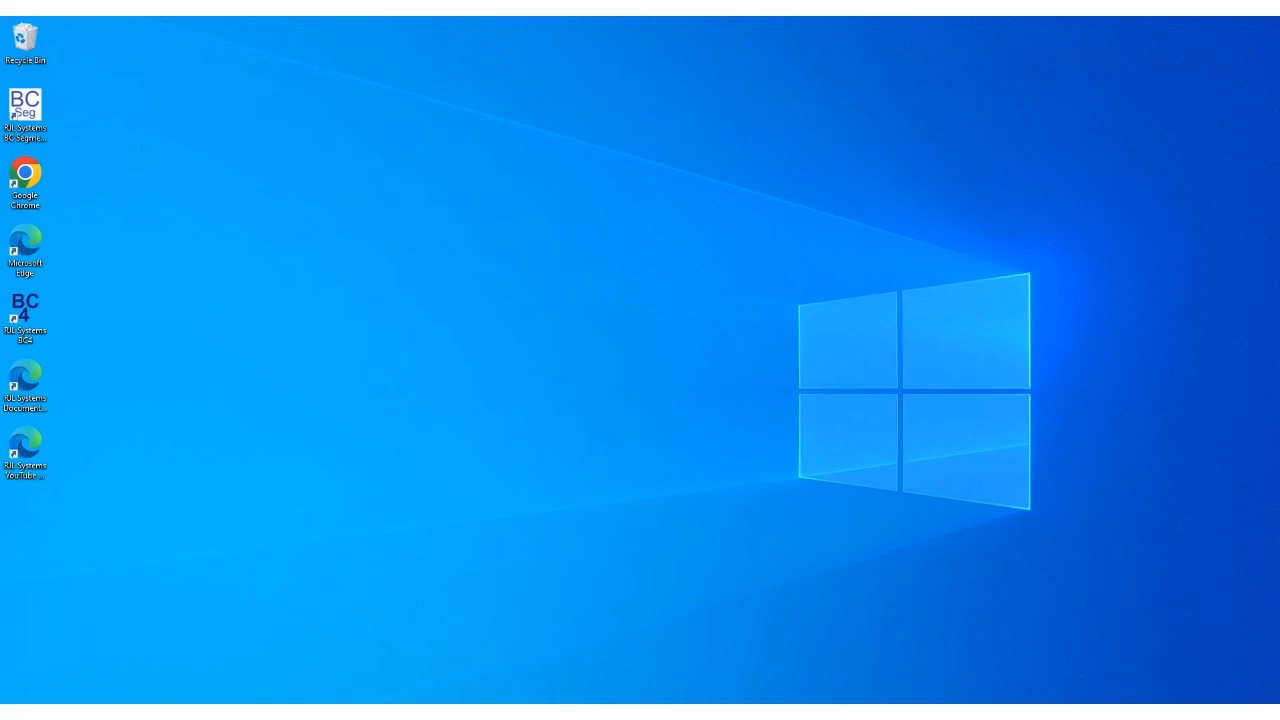 Recycle Bin
BC
Seg
RJL Systems
BC Segme...
Google
Chrome
Microsoft
Edge
BC
4
RJL Systems
BC4
RJL Systems
Document...
RJL Systems
YouTube ...